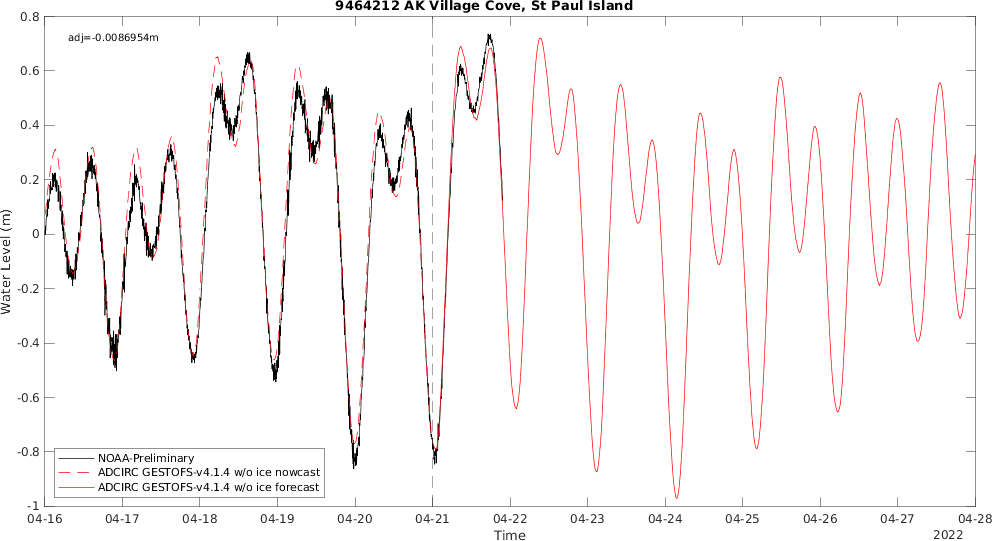 9464212 AK Village Cove, St Paul Island
adj=-0.0086954m
0.8
0.6
0.4
0.2
0
-0.2
-0.4
-0.6
-0.8
-1
Water Level (m)
NOAA-Preliminary
ADCIRC GESTOFS-v4.1.4 w/o ice nowcast
ADCIRC GESTOFS-v4.1.4 w/o ice forecast
04-16 04-17 04-18 04-19 04-20 04-21 04-22 04-23 04-24 04-25 04-26 04-27 04-28
Time
2022